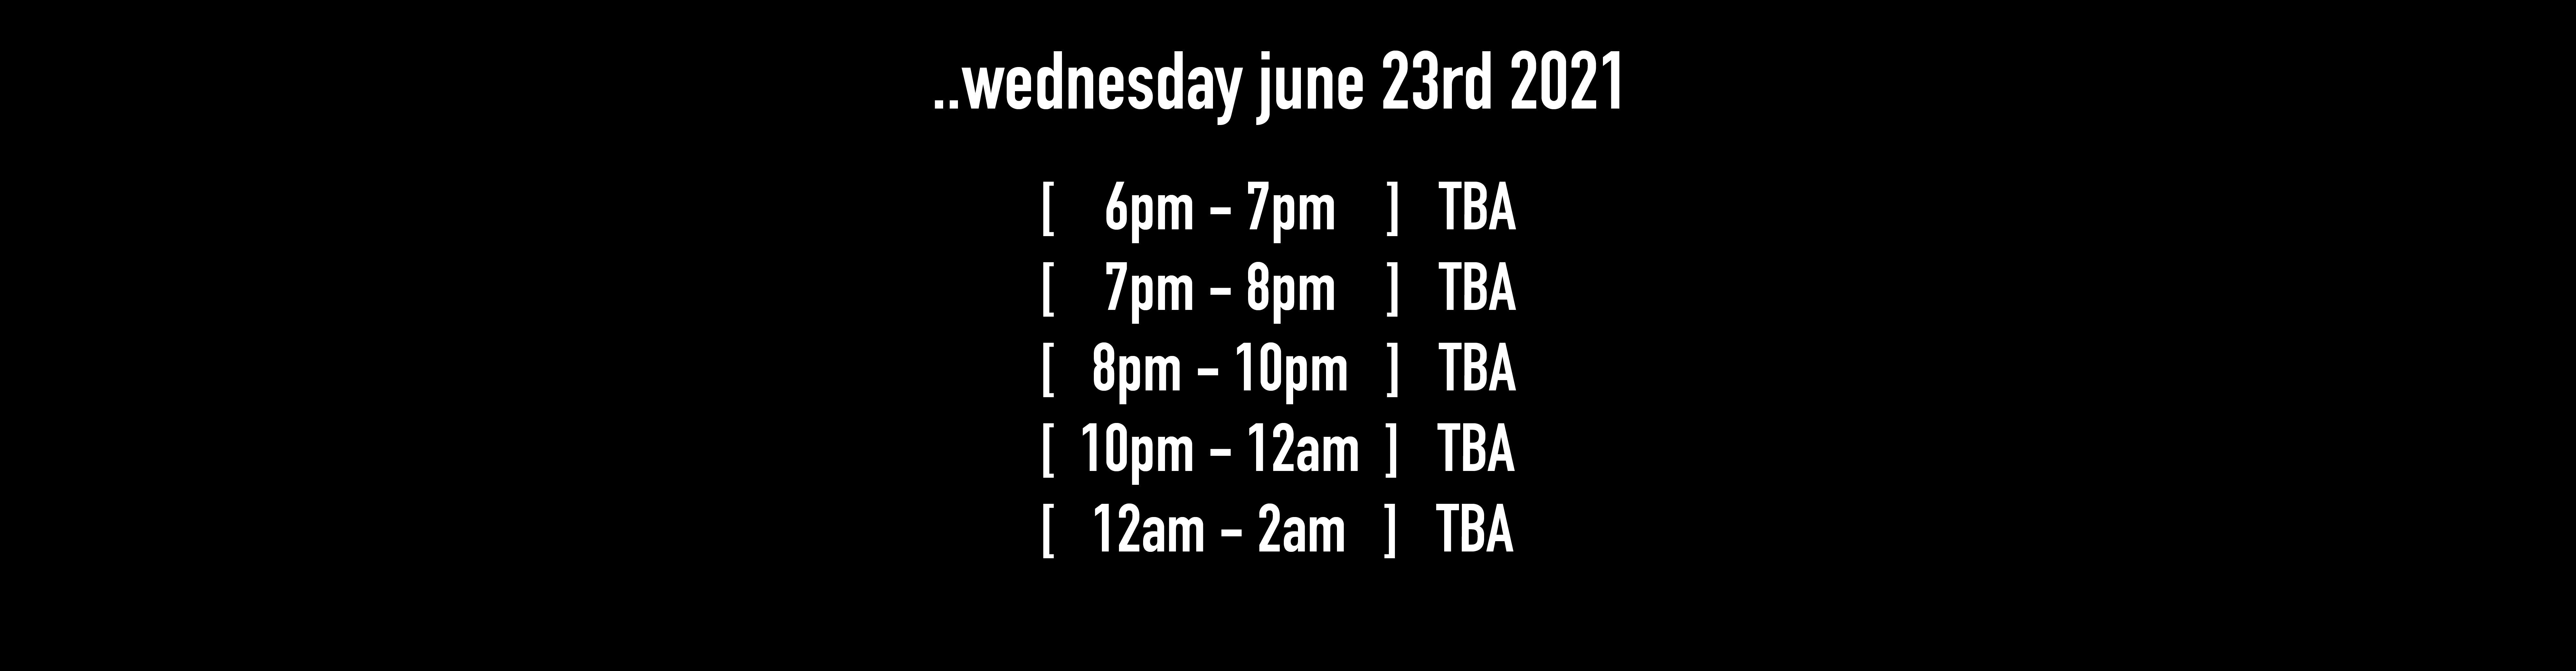 ..wednesday june 23rd 2021
[ 6pm – 7pm ] TBA
[ 7pm – 8pm ] TBA
[ 8pm – 10pm ] TBA
[ 10pm – 12am ] TBA
[ 12am – 2am ] TBA